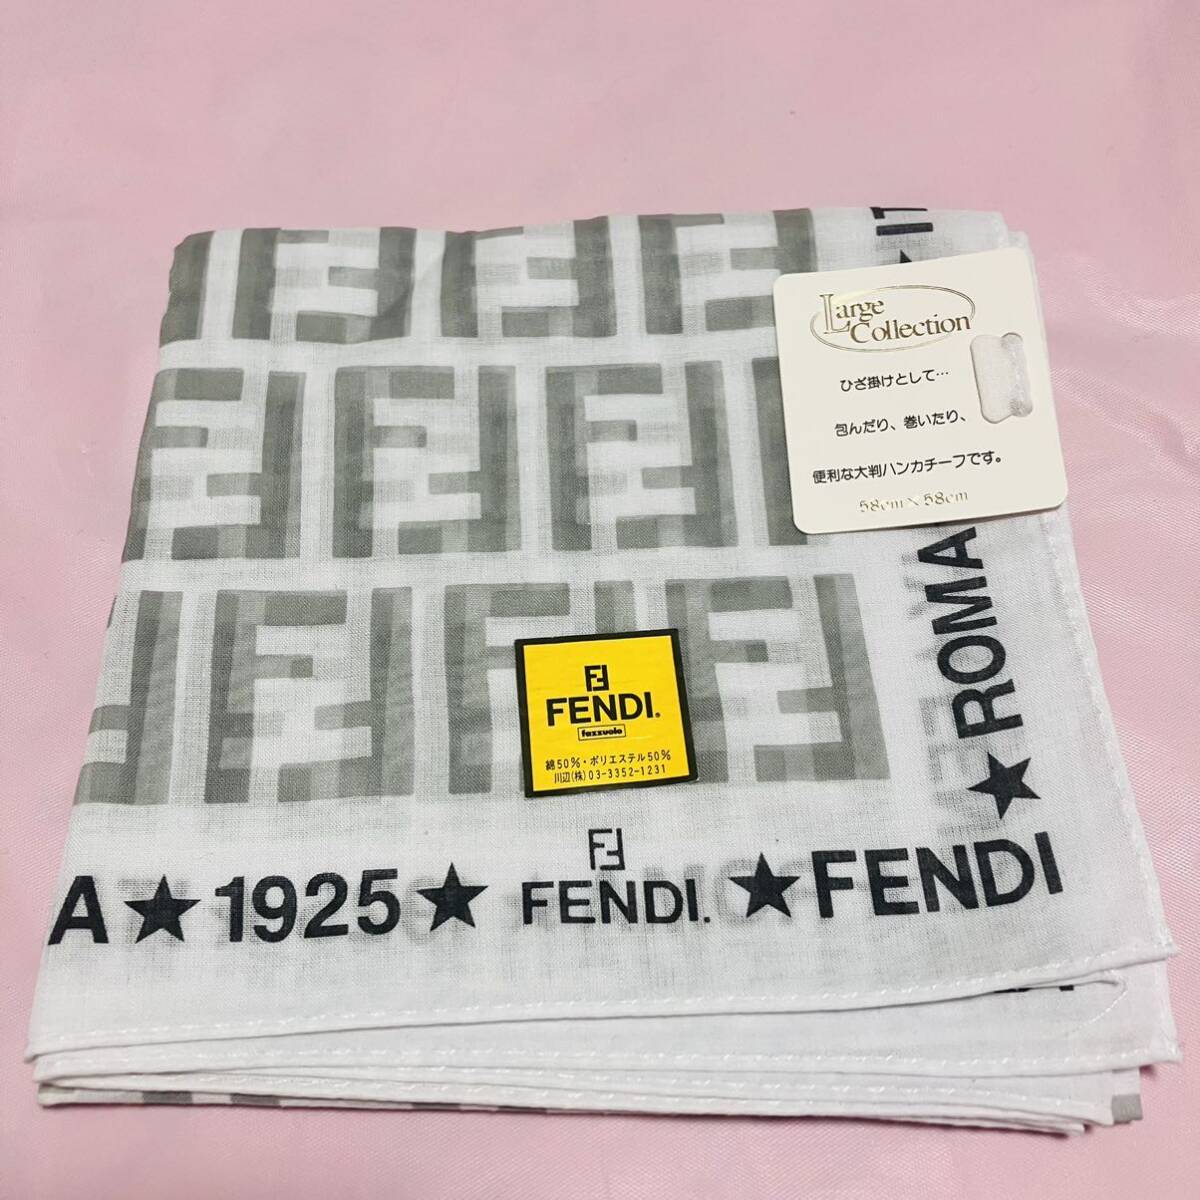 IT
Large
Collection
ひざ掛けとして…
包んだり、巻いたり、
便利な大判ハンカチーフです。
58cm×58cm
★ROMA
FENDI.
fazzuolo
綿50%・ポリエステル50%
川辺(株)03-3352-1231
A★1925★ FENDI. ★FENDI